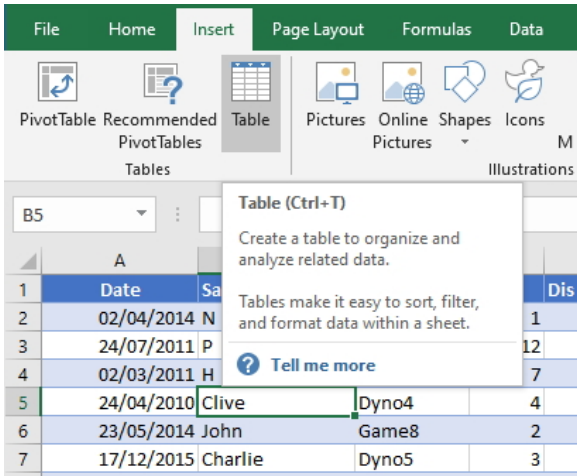 File Home Insert Page Layout Formulas Data
PivotTable Recommended Table Pictures Online Shapes Icons
PivotTables Pictures M
Tables Illustrations
B5
Table (Ctrl+T)
Create a table to organize and
analyze related data.
Tables make it easy to sort, filter,
and format data within a sheet.
? Tell me more
A
1 Date Sa Dis
2 02/04/2014 N 1
3 24/07/2011 P 12
4 02/03/2011 H 7
5 24/04/2010 Clive Dyno4 4
6 23/05/2014 John Game8 2
7 17/12/2015 Charlie Dyno5 3